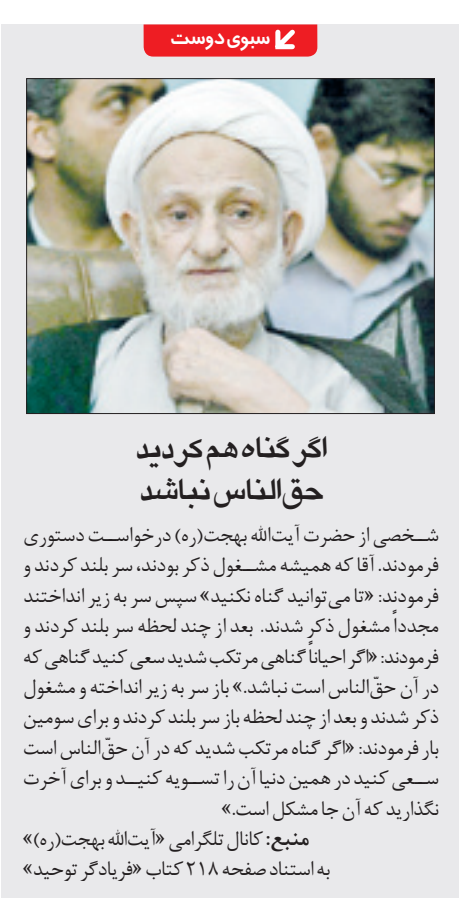 سبوی دوست
اگر گناه هم کردید
حق‌الناس نباشد
شخصی از حضرت آیت‌الله بهجت(ره) درخواست دستوری
فرمودند. آقا که همیشه مشغول ذکر بودند، سر بلند کردند و
فرمودند: «تا می‌توانید گناه نکنید» سپس سر به زیر انداختند
مجدداً مشغول ذکر شدند. بعد از چند لحظه سر بلند کردند و
فرمودند: «اگر احیاناً گناهی مرتکب شدید سعی کنید گناهی که
در آن حقّ‌الناس است نباشد.» باز سر به زیر انداخته و مشغول
ذکر شدند و بعد از چند لحظه باز سر بلند کردند و برای سومین
بار فرمودند: «اگر گناه مرتکب شدید که در آن حقّ‌الناس است
سعی کنید در همین دنیا آن را تسویه کنید و برای آخرت
نگذارید که آن جا مشکل است.»
منبع: کانال تلگرامی «آیت‌الله بهجت(ره)»
به استناد صفحه ۲۱۸ کتاب «فریادگر توحید»